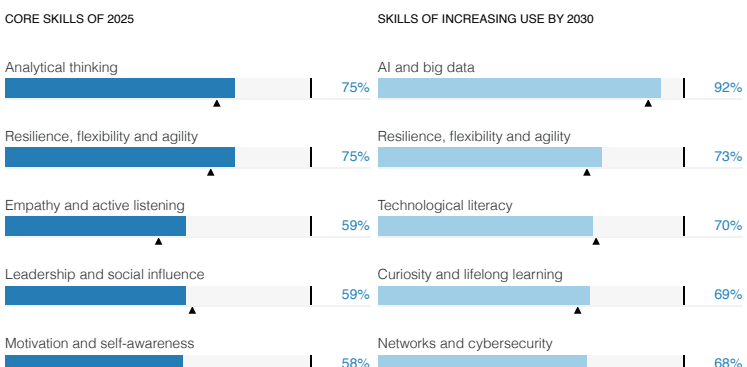 CORE SKILLS OF 2025
Analytical thinking
75%
Resilience, flexibility and agility
75%
Empathy and active listening
59%
Leadership and social influence
59%
Motivation and self-awareness
58%
SKILLS OF INCREASING USE BY 2030
AI and big data
92%
Resilience, flexibility and agility
73%
Technological literacy
70%
Curiosity and lifelong learning
69%
Networks and cybersecurity
68%